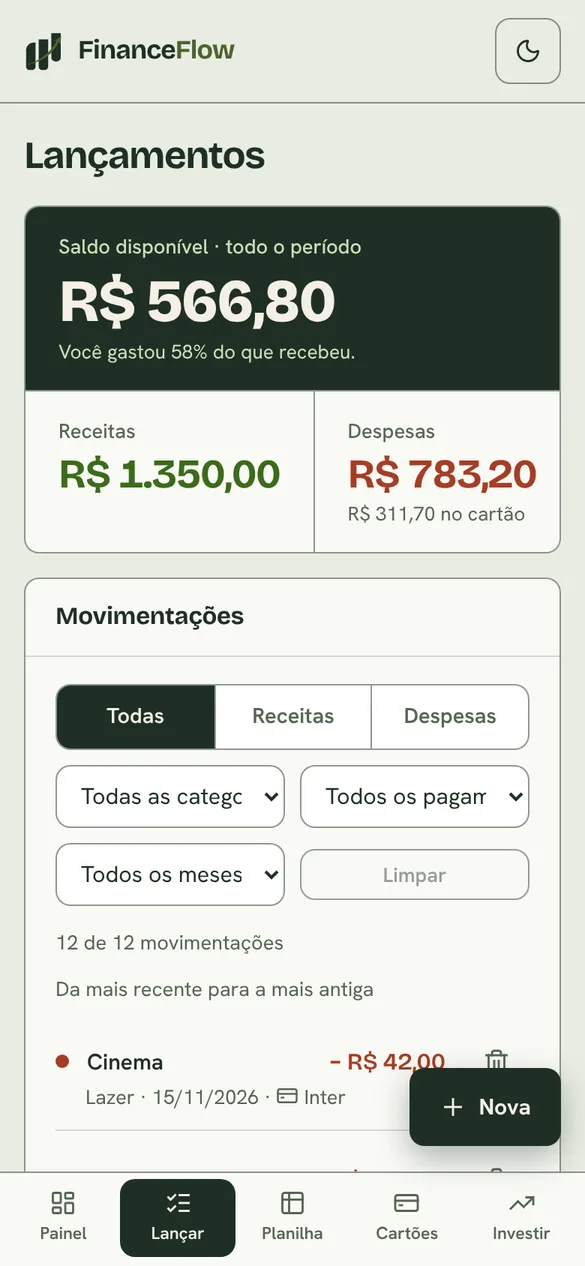 FinanceFlow
Lançamentos
Saldo disponível · todo o período
R$ 566,80
Você gastou 58% do que recebeu.
Receitas
R$ 1.350,00
Despesas
R$ 783,20
R$ 311,70 no cartão
Movimentações
Todas Receitas Despesas
Todas as catego Todos os pagam
Todos os meses Limpar
12 de 12 movimentações
Da mais recente para a mais antiga
Cinema − R$ 42,00
Lazer · 15/11/2026 · Inter
+ Nova
Painel Lançar Planilha Cartões Investir